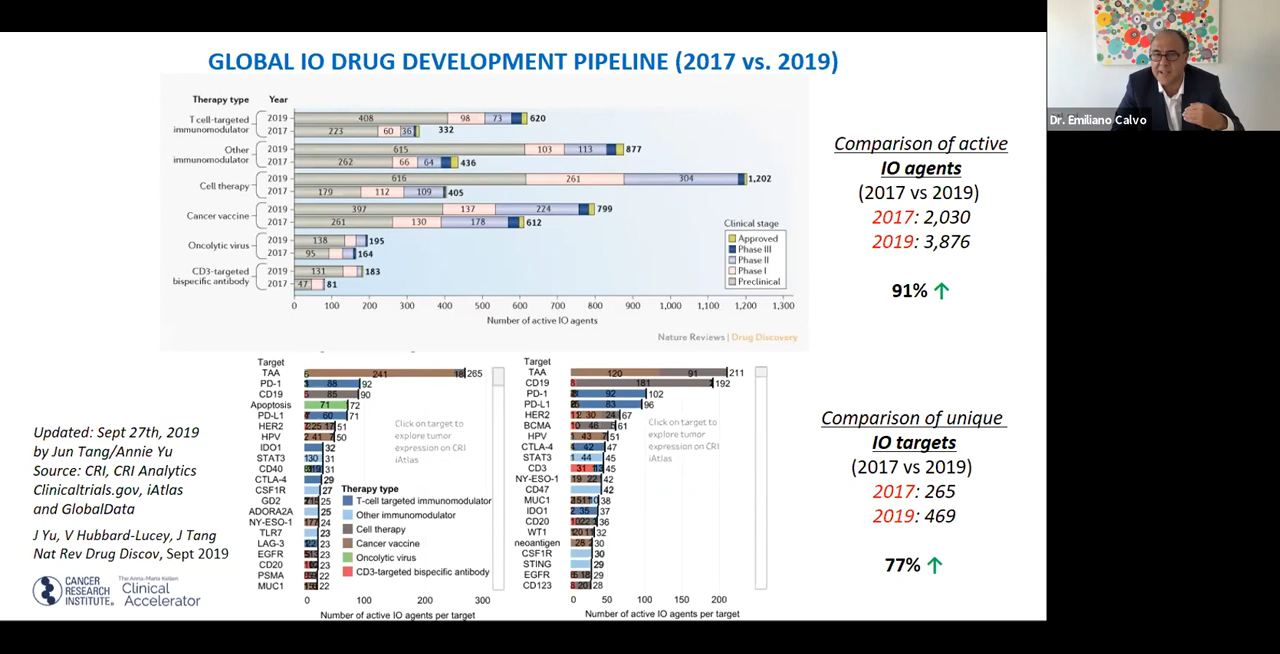 GLOBAL IO DRUG DEVELOPMENT PIPELINE (2017 vs. 2019)
Dr. Emiliano Calvo
Therapy type Year
T cell-targeted immunomodulator
2019 408 98 73 620
2017 223 60 36 332
Other immunomodulator
2019 615 103 113 877
2017 262 66 64 436
Cell therapy
2019 616 261 304 1,202
2017 179 112 109 405
Cancer vaccine
2019 397 137 224 799
2017 261 130 178 612
Oncolytic virus
2019 138 195
2017 95 164
CD3-targeted bispecific antibody
2019 131 183
2017 47 81
Clinical stage
Approved
Phase III
Phase II
Phase I
Preclinical
0 100 200 300 400 500 600 700 800 900 1,000 1,100 1,200 1,300
Number of active IO agents
Nature Reviews | Drug Discovery
Comparison of active
IO agents
(2017 vs 2019)
2017: 2,030
2019: 3,876
91%
Target
TAA 241 265
PD-1 88 92
CD19 85 90
Apoptosis 71 72
PD-L1 60 71
HER2 51
HPV 50
IDO1 32
STAT3 31
CD40 31
CTLA-4 29
CSF1R 27
GD2 25
ADORA2A 25
NY-ESO-1 24
TLR7 23
LAG-3 23
EGFR 23
CD20 23
PSMA 22
MUC1 22
0 100 200 300
Number of active IO agents per target
Click on target to
explore tumor
expression on CRI
iAtlas
Therapy type
T-cell targeted immunomodulator
Other immunomodulator
Cell therapy
Cancer vaccine
Oncolytic virus
CD3-targeted bispecific antibody
Target
TAA 120 91 211
CD19 181 192
PD-1 92 102
PD-L1 83 96
HER2 30 24 67
BCMA 46 61
HPV 43 51
CTLA-4 42 47
STAT3 44 45
CD3 31 45
NY-ESO-1 19 22 42
CD47 42
MUC1 38
IDO1 35 37
CD20 36
WT1 32
neoantigen 28 30
CSF1R 30
STING 29
EGFR 29
CD123 20 28
0 50 100 150 200
Number of active IO agents per target
Click on target to
explore tumor
expression on CRI
iAtlas
Updated: Sept 27th, 2019
by Jun Tang/Annie Yu
Source: CRI, CRI Analytics
Clinicaltrials.gov, iAtlas
and GlobalData
J Yu, V Hubbard-Lucey, J Tang
Nat Rev Drug Discov, Sept 2019
CANCER
RESEARCH
INSTITUTE
The Anna-Maria Kellen
Clinical
Accelerator
Comparison of unique
IO targets
(2017 vs 2019)
2017: 265
2019: 469
77%